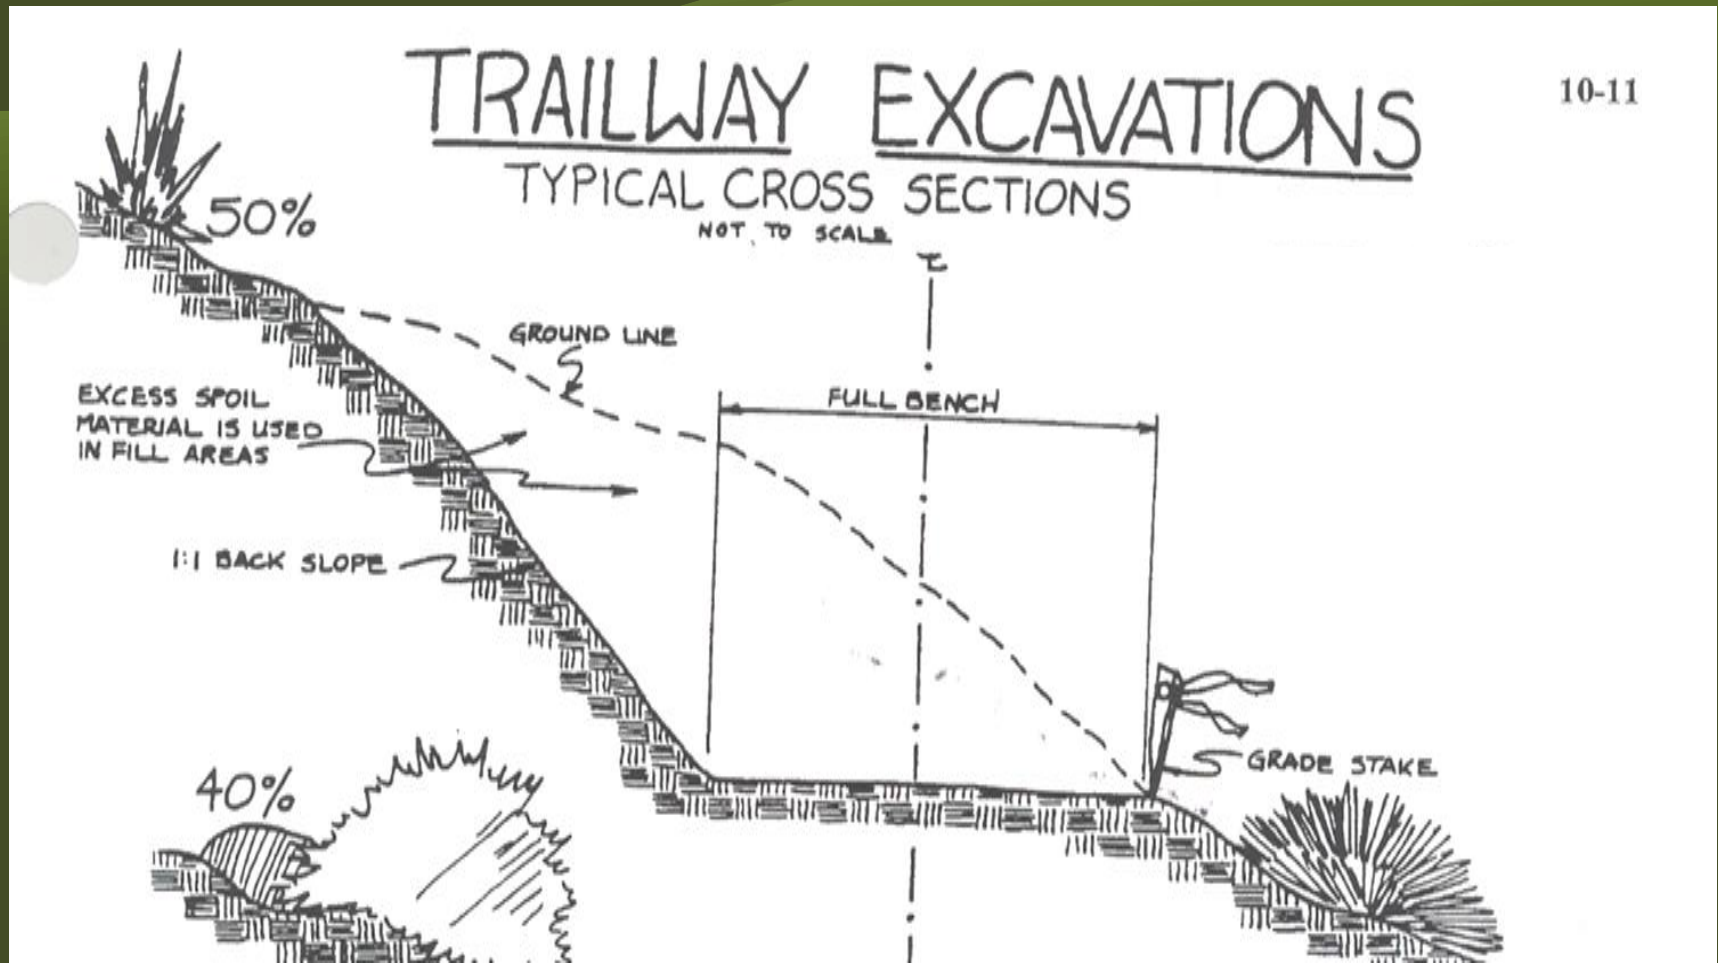 TRAILWAY EXCAVATIONS
10-11
TYPICAL CROSS SECTIONS
NOT TO SCALE
50%
GROUND LINE
EXCESS SPOIL
MATERIAL IS USED
IN FILL AREAS
FULL BENCH
1:1 BACK SLOPE
GRADE STAKE
40%